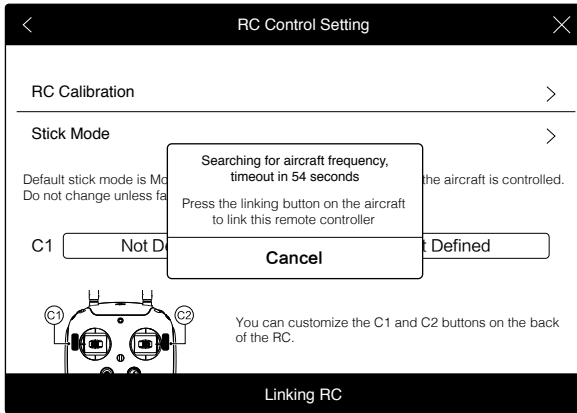 RC Control Setting
RC Calibration
Stick Mode
Searching for aircraft frequency,
timeout in 54 seconds
Press the linking button on the aircraft
to link this remote controller
Cancel
Default stick mode is Mo
the aircraft is controlled.
Do not change unless fa
C1
Not D
t Defined
C1
C2
You can customize the C1 and C2 buttons on the back
of the RC.
Linking RC